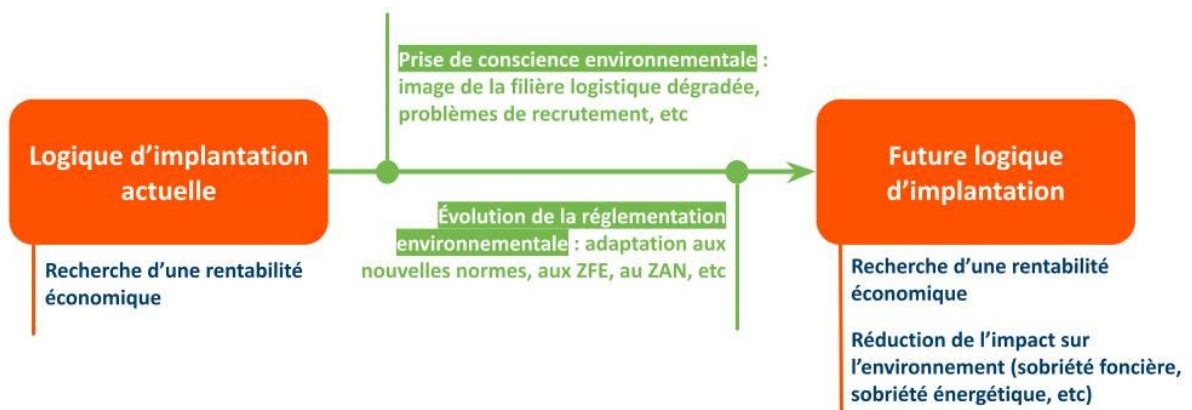 Prise de conscience environnementale :
image de la filière logistique dégradée,
problèmes de recrutement, etc
Logique d’implantation
actuelle
Future logique
d’implantation
Évolution de la réglementation
environnementale : adaptation aux
nouvelles normes, aux ZFE, au ZAN, etc
Recherche d’une rentabilité
économique
Recherche d’une rentabilité
économique
Réduction de l’impact sur
l’environnement (sobriété foncière,
sobriété énergétique, etc)